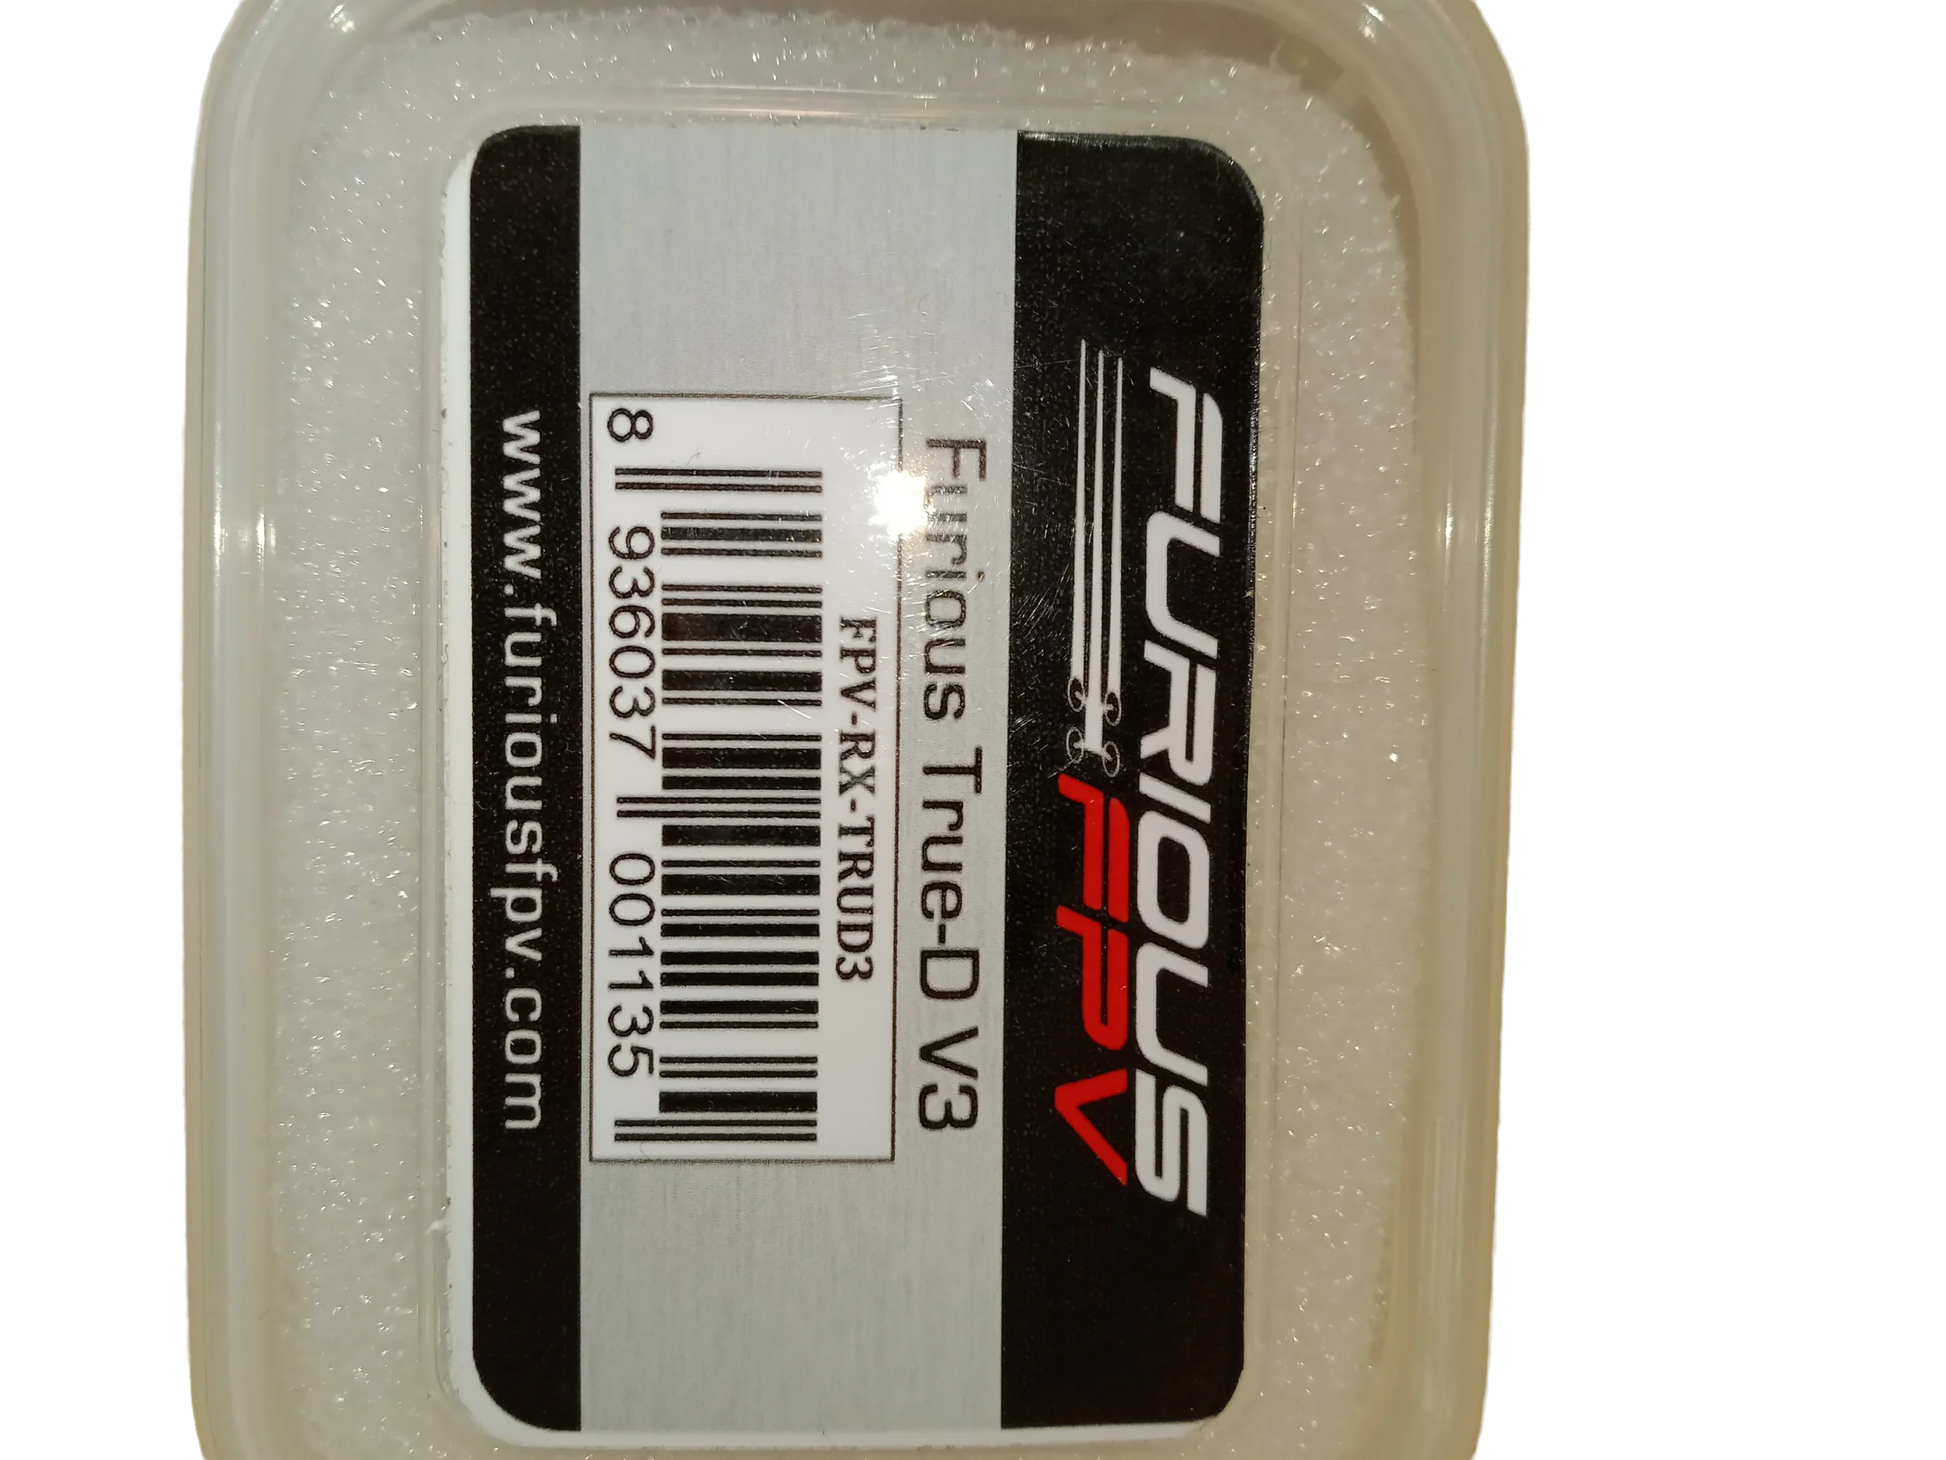 FURIOUS
FPV
Furious True-D V3
FPV-RX-TRUD3
8 936037 001135
www.furiousfpv.com